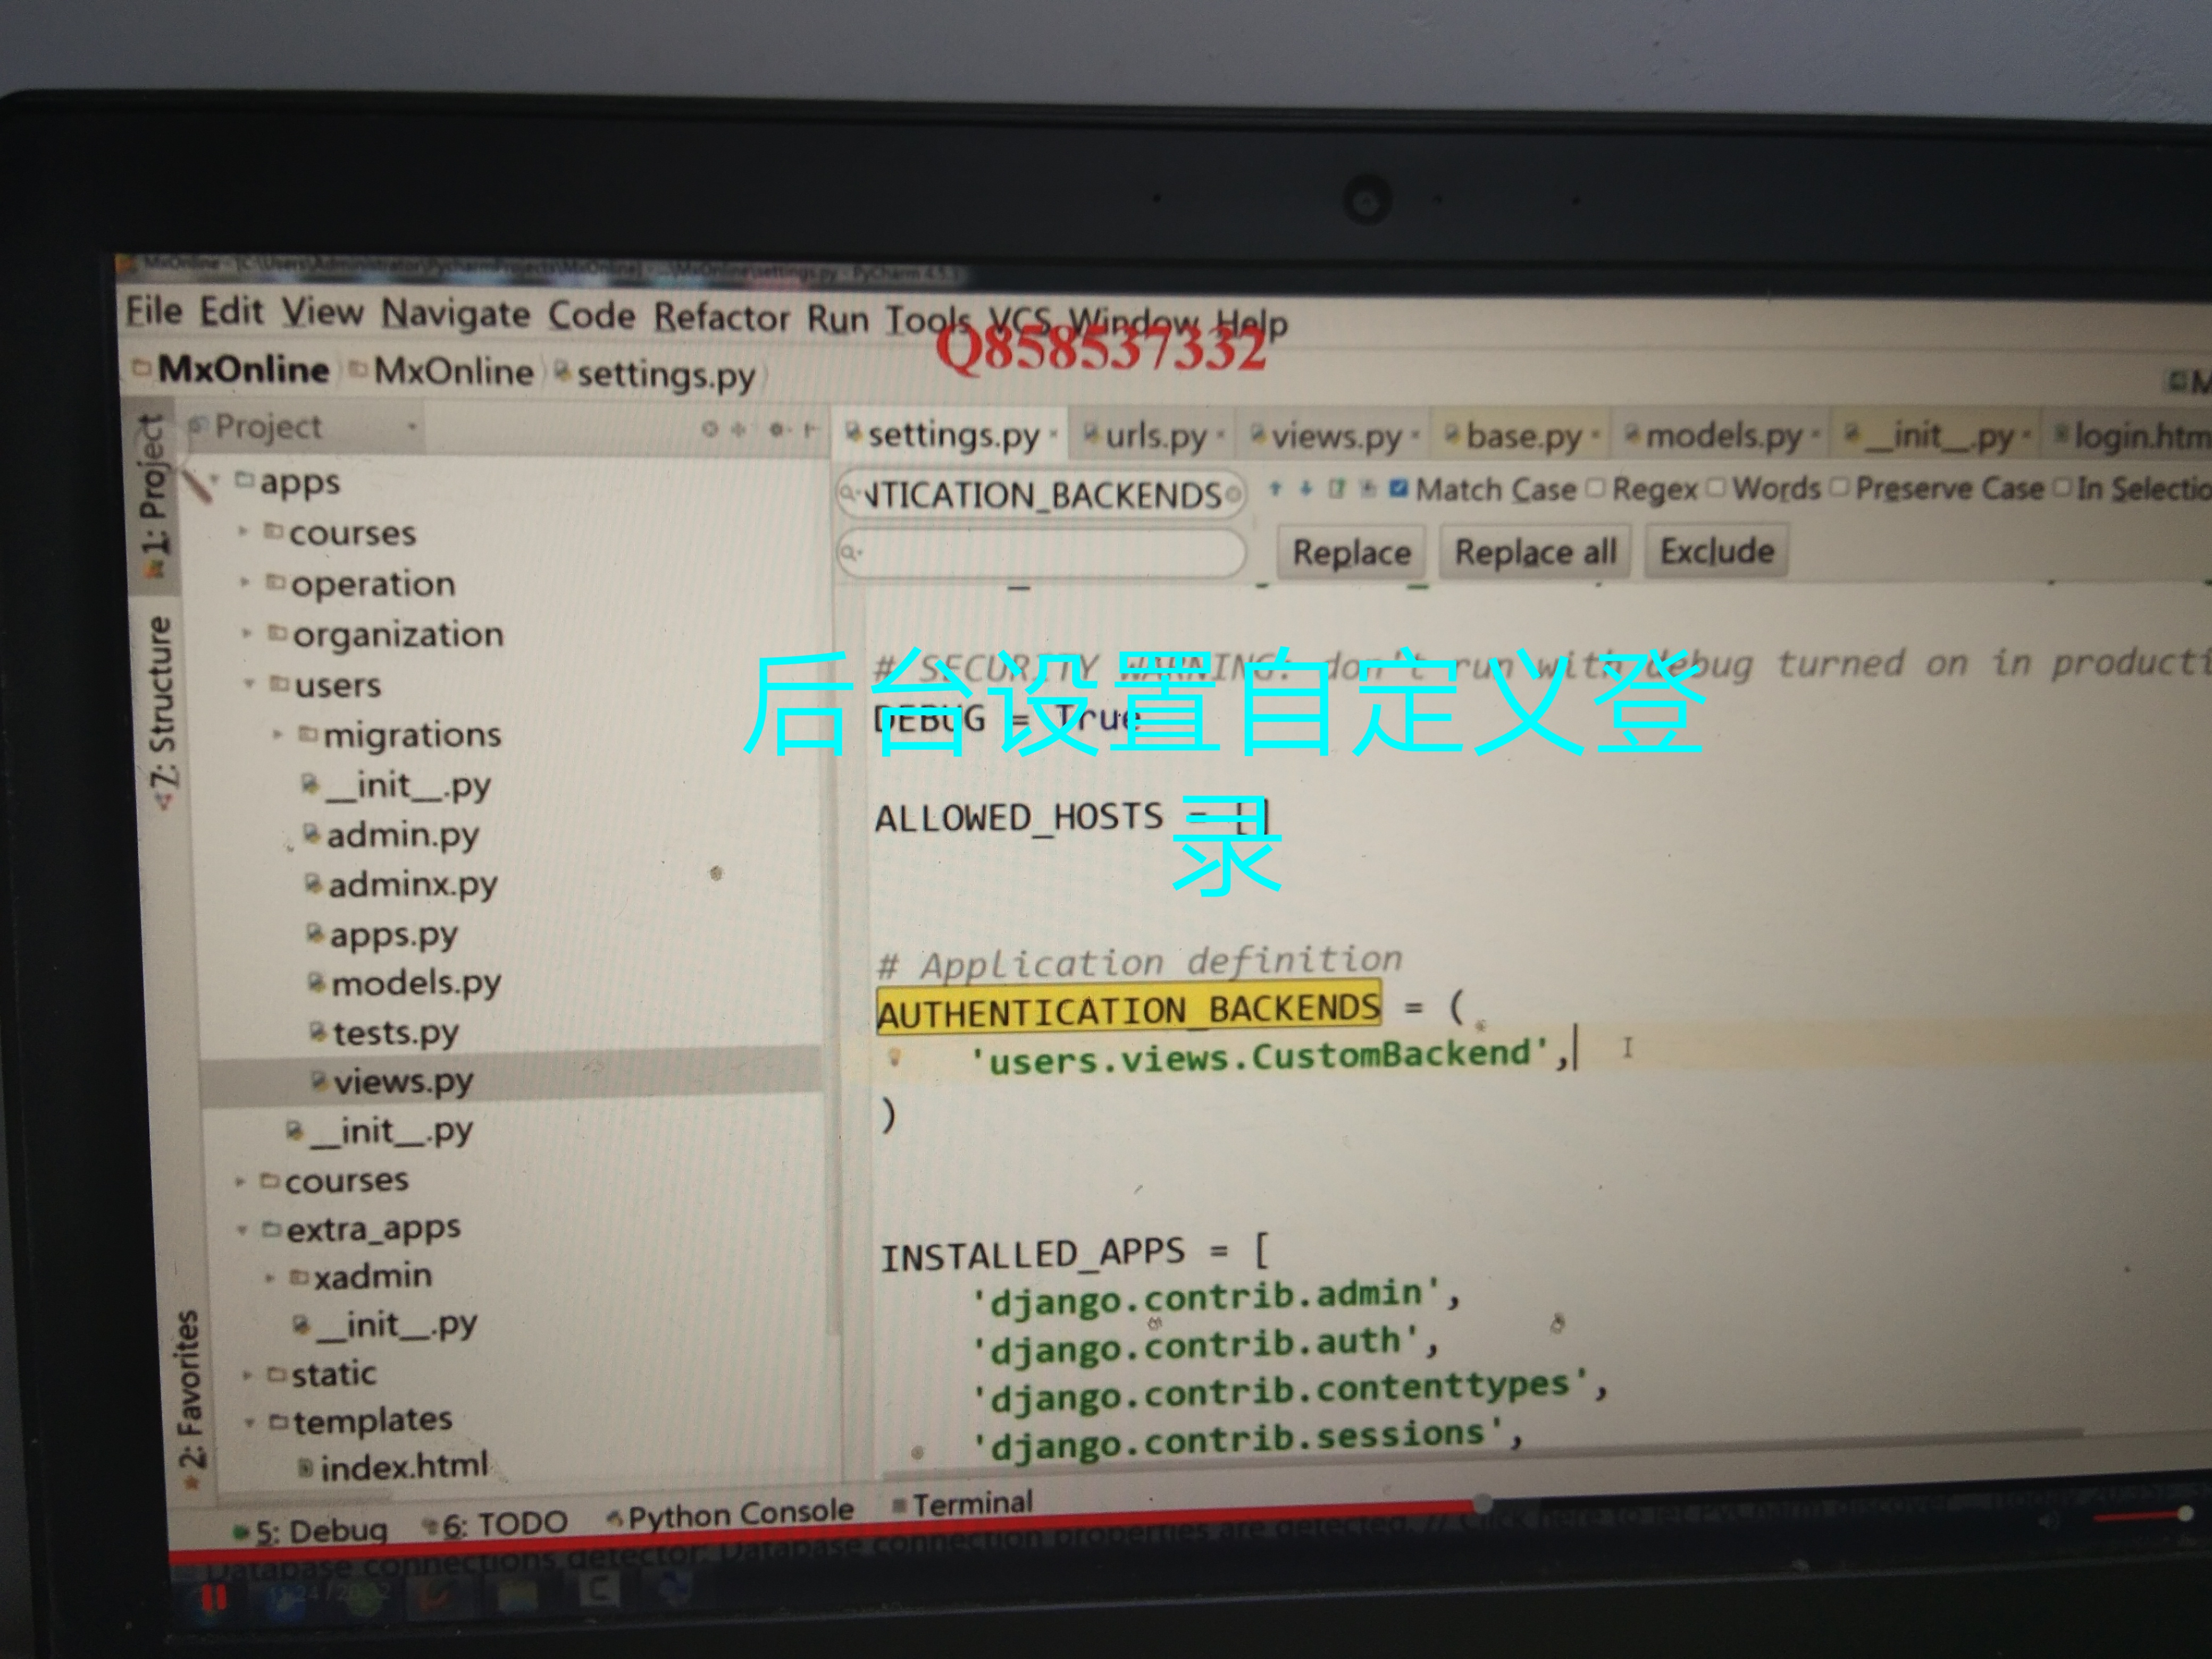 File Edit View Navigate Code Refactor Run Tools VCS Window Help
Q858537332
MxOnline MxOnline settings.py
1: Project
7: Structure
2: Favorites
Project
apps
courses
operation
organization
users
migrations
__init__.py
admin.py
adminx.py
apps.py
models.py
tests.py
views.py
__init__.py
courses
extra_apps
xadmin
__init__.py
static
templates
index.html
settings.py urls.py views.py base.py models.py __init__.py login.htm
NTICATION_BACKENDS Match Case Regex Words Preserve Case In Selectio
Replace Replace all Exclude
# SECURITY WARNING: don't run with debug turned on in producti
DEBUG = True
后台设置自定义登
录
ALLOWED_HOSTS = []
# Application definition
AUTHENTICATION_BACKENDS = (
'users.views.CustomBackend',
)
INSTALLED_APPS = [
'django.contrib.admin',
'django.contrib.auth',
'django.contrib.contenttypes',
'django.contrib.sessions',
5: Debug 6: TODO Python Console Terminal
Database connections detector: Database connection properties are detected. // Click here to let PyCharm discover